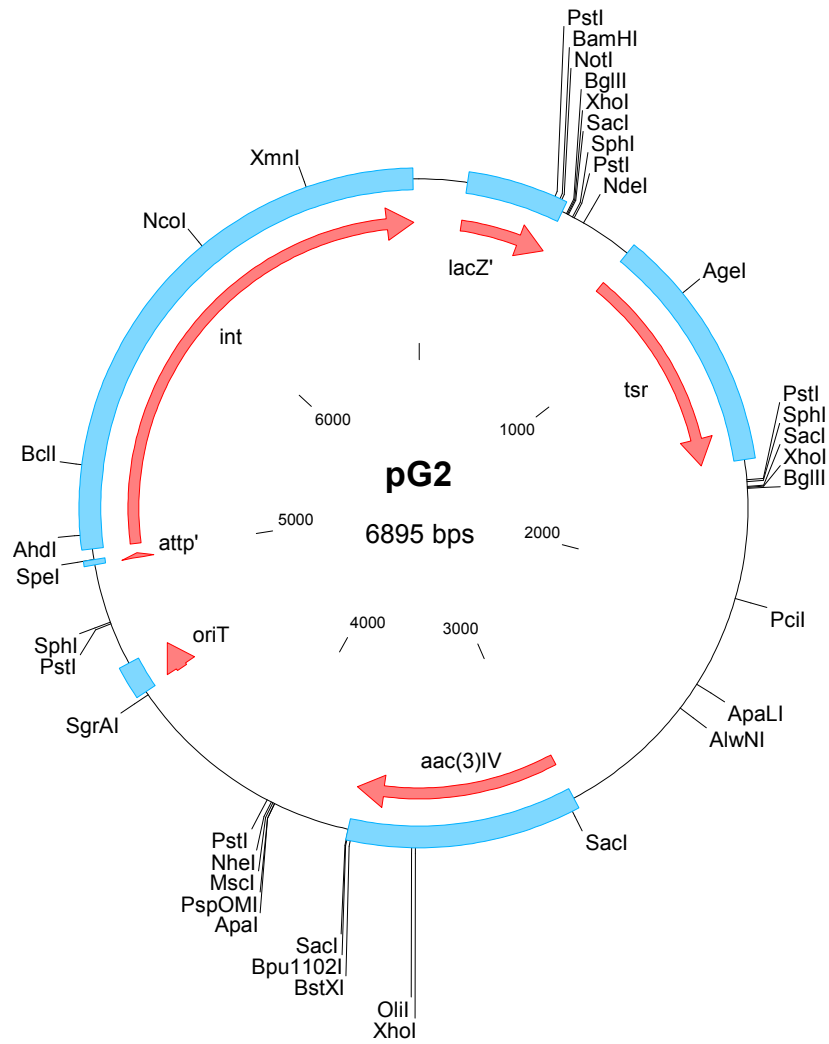 PstI
BamHI
NotI
BglII
XhoI
SacI
SphI
PstI
NdeI
XmnI
NcoI
lacZ'
AgeI
int
tsr
6000
1000
PstI
SphI
SacI
XhoI
BglII
BclI
pG2
5000
6895 bps
2000
attp'
AhdI
SpeI
PciI
4000
3000
oriT
SphI
PstI
SgrAI
ApaLI
AlwNI
aac(3)IV
PstI
NheI
MscI
PspOMI
ApaI
SacI
SacI
Bpu1102I
BstXI
OliI
XhoI